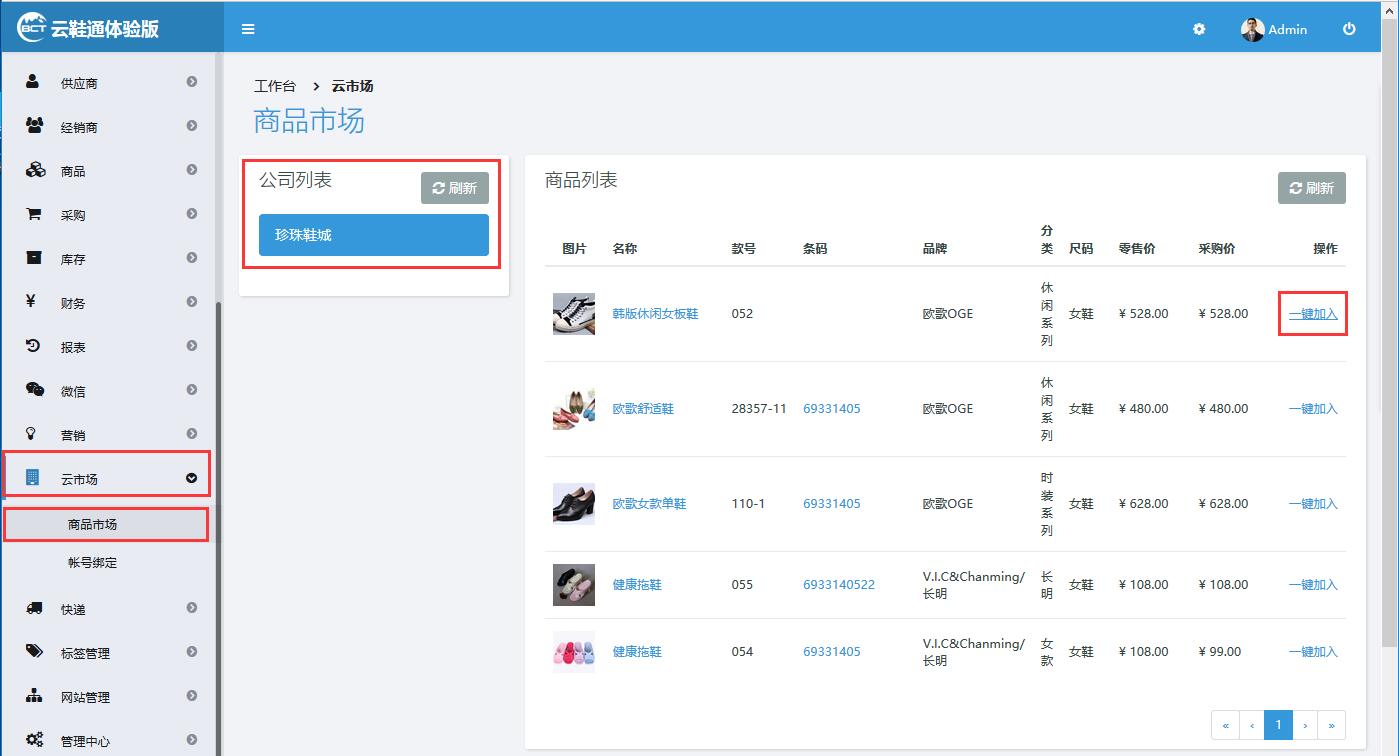 BCT 云鞋通体验版
Admin
供应商
经销商
商品
采购
库存
财务
报表
微信
营销
云市场
商品市场
帐号绑定
快递
标签管理
网站管理
管理中心
工作台 > 云市场
商品市场
公司列表 刷新
珍珠鞋城
商品列表 刷新
图片 名称 款号 条码 品牌 分类 尺码 零售价 采购价 操作
韩版休闲女板鞋 052 欧歌OGE 休闲系列 女鞋 ¥ 528.00 ¥ 528.00 一键加入
欧歌舒适鞋 28357-11 69331405 欧歌OGE 休闲系列 女鞋 ¥ 480.00 ¥ 480.00 一键加入
欧歌女款单鞋 110-1 69331405 欧歌OGE 时装系列 女鞋 ¥ 628.00 ¥ 628.00 一键加入
健康拖鞋 055 6933140522 V.I.C&Chanming/长明 长明 女鞋 ¥ 108.00 ¥ 108.00 一键加入
健康拖鞋 054 69331405 V.I.C&Chanming/长明 女款 女鞋 ¥ 108.00 ¥ 99.00 一键加入
« ‹ 1 › »